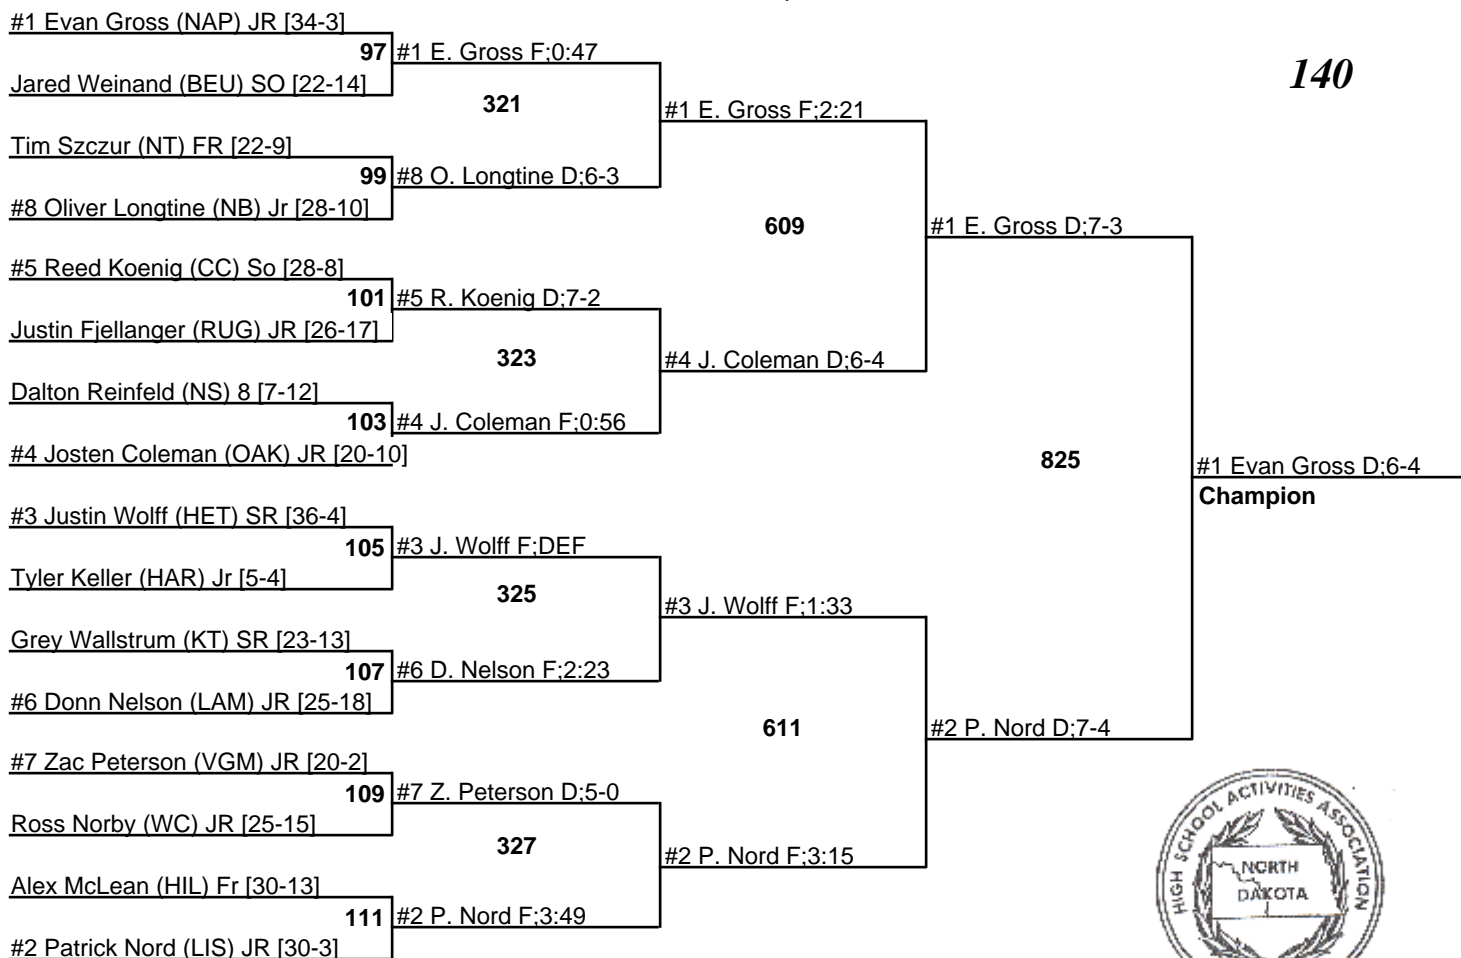 #1 Evan Gross (NAP) JR [34-3]
97
#1 E. Gross F;0:47
Jared Weinand (BEU) SO [22-14]
140
321
#1 E. Gross F;2:21
Tim Szczur (NT) FR [22-9]
99
#8 O. Longtine D;6-3
#8 Oliver Longtine (NB) Jr [28-10]
609
#1 E. Gross D;7-3
#5 Reed Koenig (CC) So [28-8]
101
#5 R. Koenig D;7-2
Justin Fjellanger (RUG) JR [26-17]
323
#4 J. Coleman D;6-4
Dalton Reinfeld (NS) 8 [7-12]
103
#4 J. Coleman F;0:56
#4 Josten Coleman (OAK) JR [20-10]
825
#1 Evan Gross D;6-4
Champion
#3 Justin Wolff (HET) SR [36-4]
105
#3 J. Wolff F;DEF
Tyler Keller (HAR) Jr [5-4]
325
#3 J. Wolff F;1:33
Grey Wallstrum (KT) SR [23-13]
107
#6 D. Nelson F;2:23
#6 Donn Nelson (LAM) JR [25-18]
611
#2 P. Nord D;7-4
#7 Zac Peterson (VGM) JR [20-2]
109
#7 Z. Peterson D;5-0
Ross Norby (WC) JR [25-15]
327
#2 P. Nord F;3:15
Alex McLean (HIL) Fr [30-13]
111
#2 P. Nord F;3:49
#2 Patrick Nord (LIS) JR [30-3]
HIGH SCHOOL ACTIVITIES ASSOCIATION
NORTH
DAKOTA